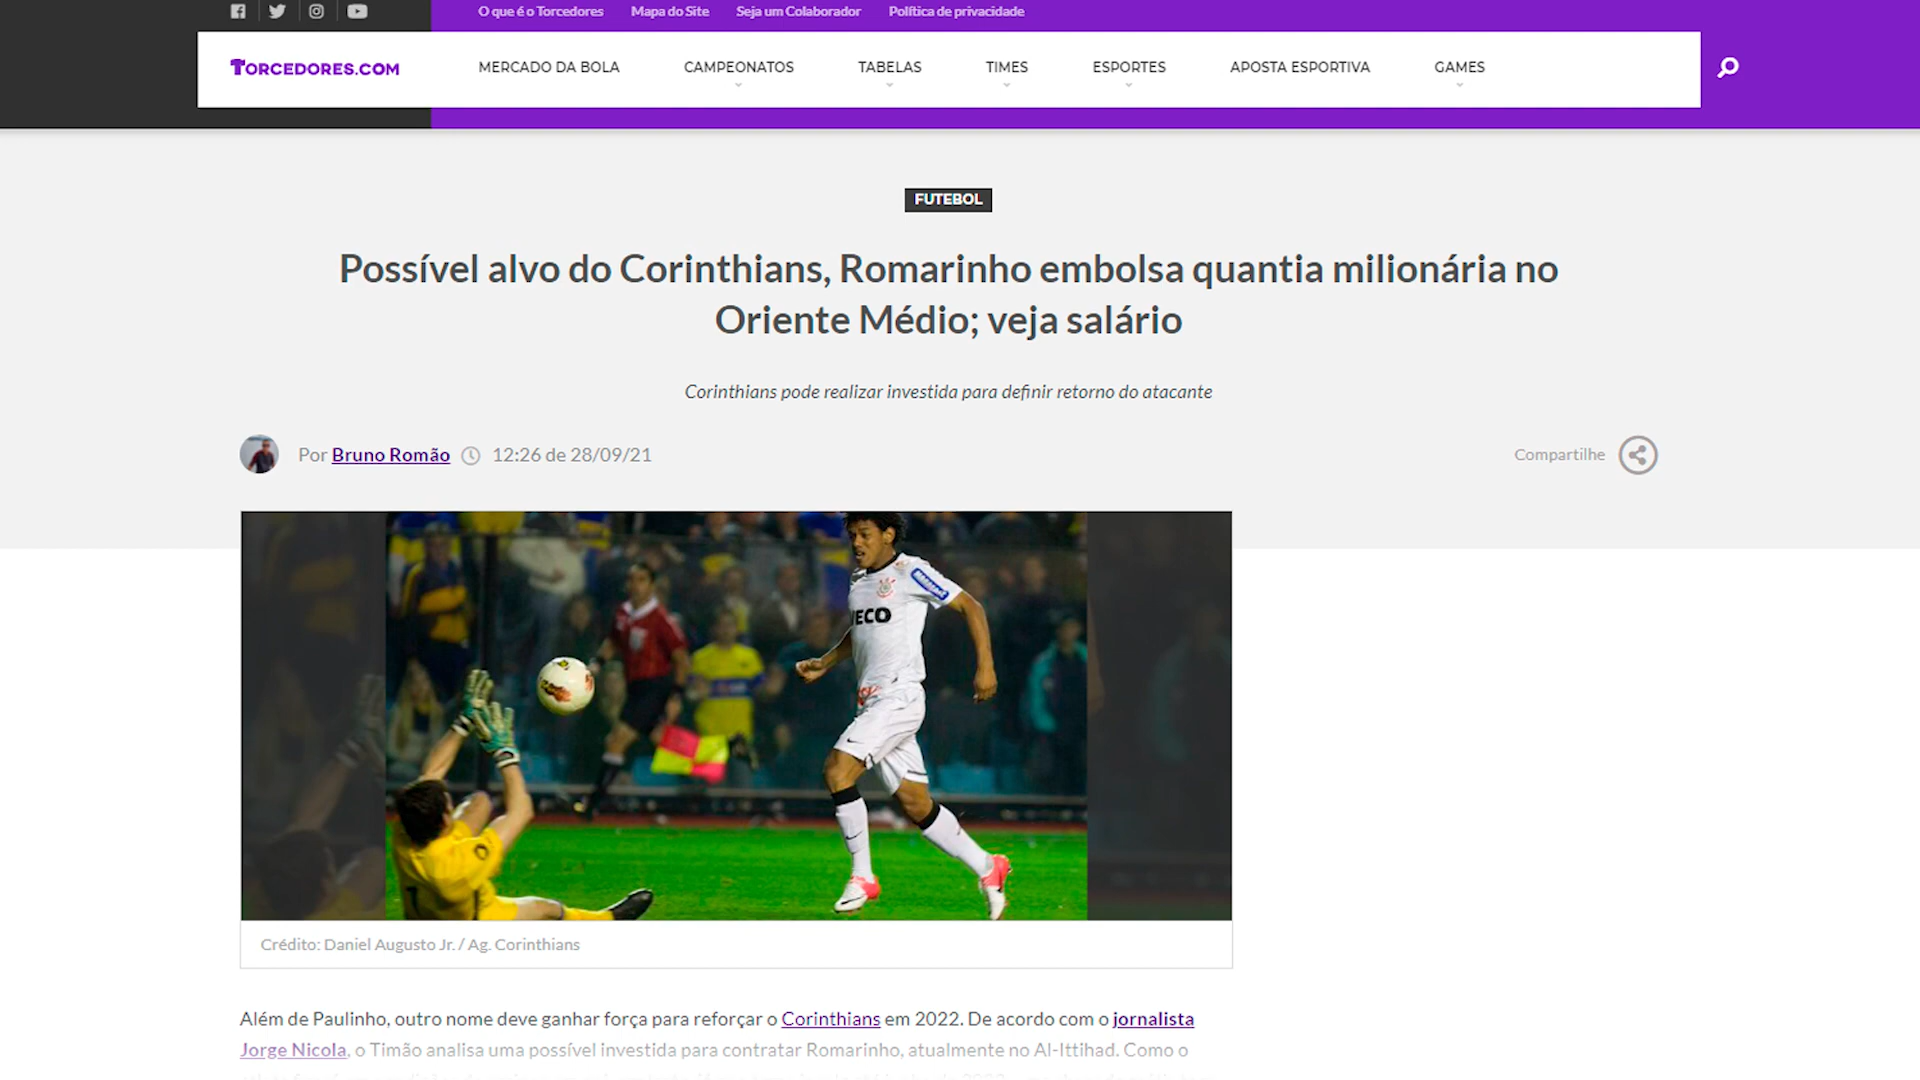 O que é o Torcedores Mapa do Site Seja um Colaborador Política de privacidade
TORCEDORES.COM MERCADO DA BOLA CAMPEONATOS TABELAS TIMES ESPORTES APOSTA ESPORTIVA GAMES
FUTEBOL
Possível alvo do Corinthians, Romarinho embolsa quantia milionária no
Oriente Médio; veja salário
Corinthians pode realizar investida para definir retorno do atacante
Por Bruno Romão 12:26 de 28/09/21 Compartilhe
VECO
Crédito: Daniel Augusto Jr. / Ag. Corinthians
Além de Paulinho, outro nome deve ganhar força para reforçar o Corinthians em 2022. De acordo com o jornalista
Jorge Nicola, o Timão analisa uma possível investida para contratar Romarinho, atualmente no Al-Ittihad. Como o